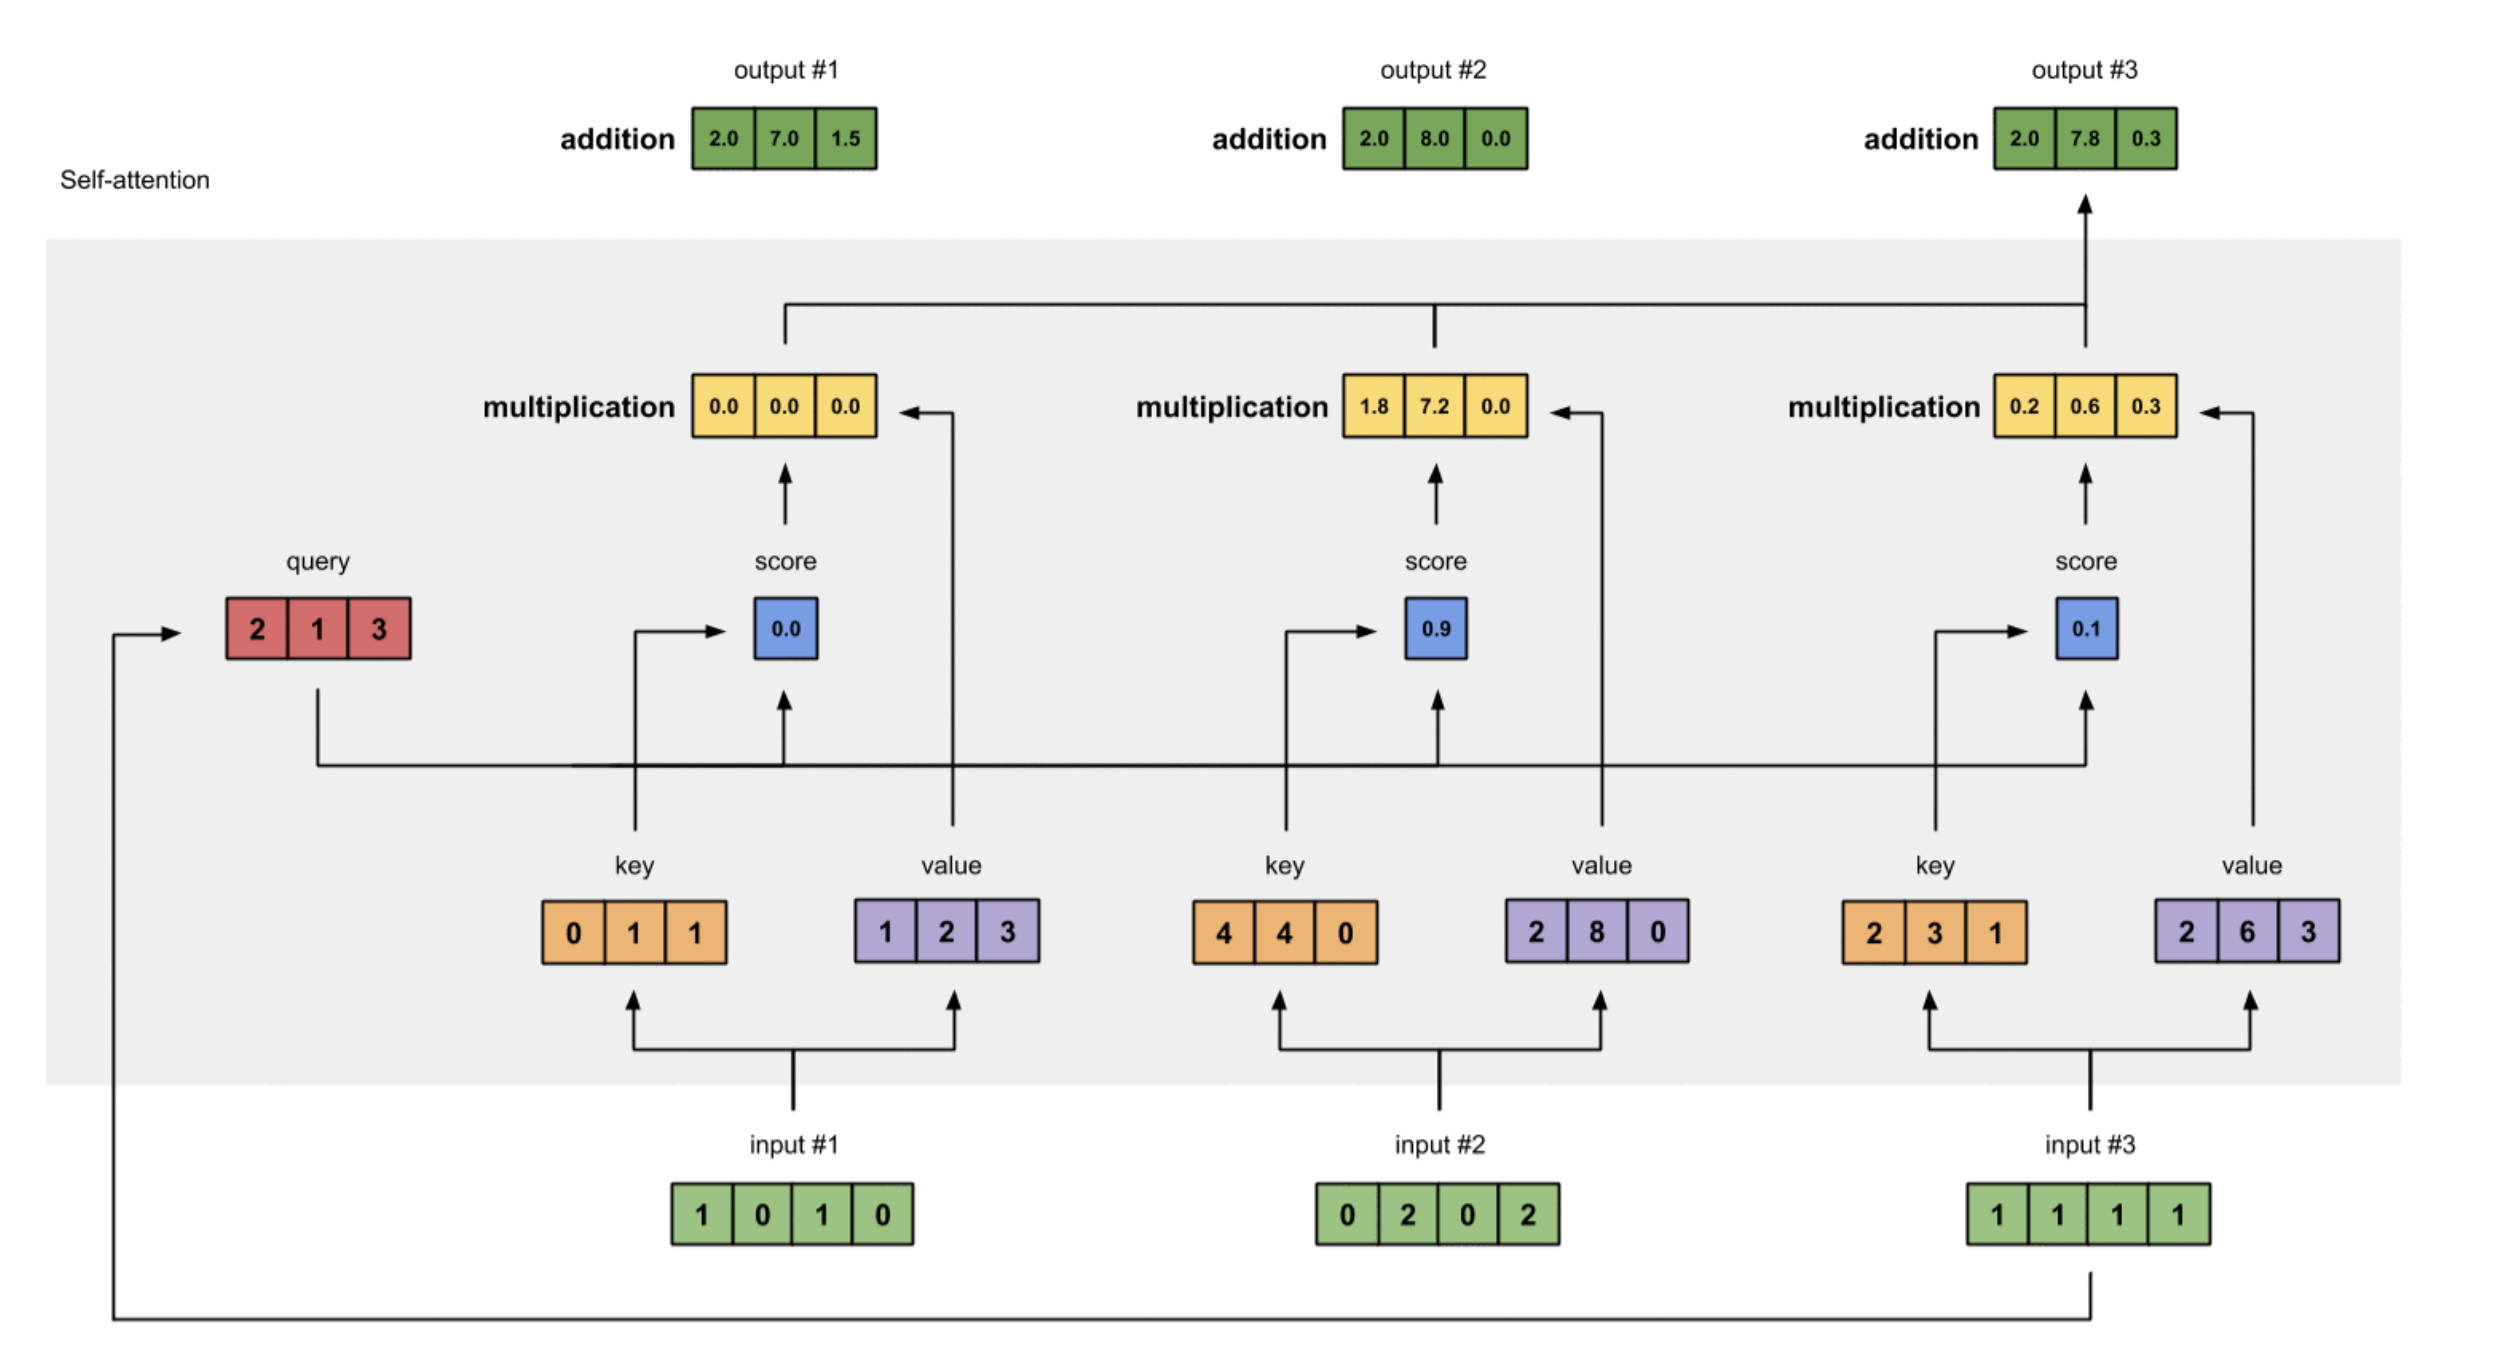 output #1 output #2 output #3
addition 2.0 7.0 1.5 addition 2.0 8.0 0.0 addition 2.0 7.8 0.3
Self-attention
multiplication 0.0 0.0 0.0 multiplication 1.8 7.2 0.0 multiplication 0.2 0.6 0.3
query score score score
2 1 3 0.0 0.9 0.1
key value key value key value
0 1 1 1 2 3 4 4 0 2 8 0 2 3 1 2 6 3
input #1 input #2 input #3
1 0 1 0 0 2 0 2 1 1 1 1